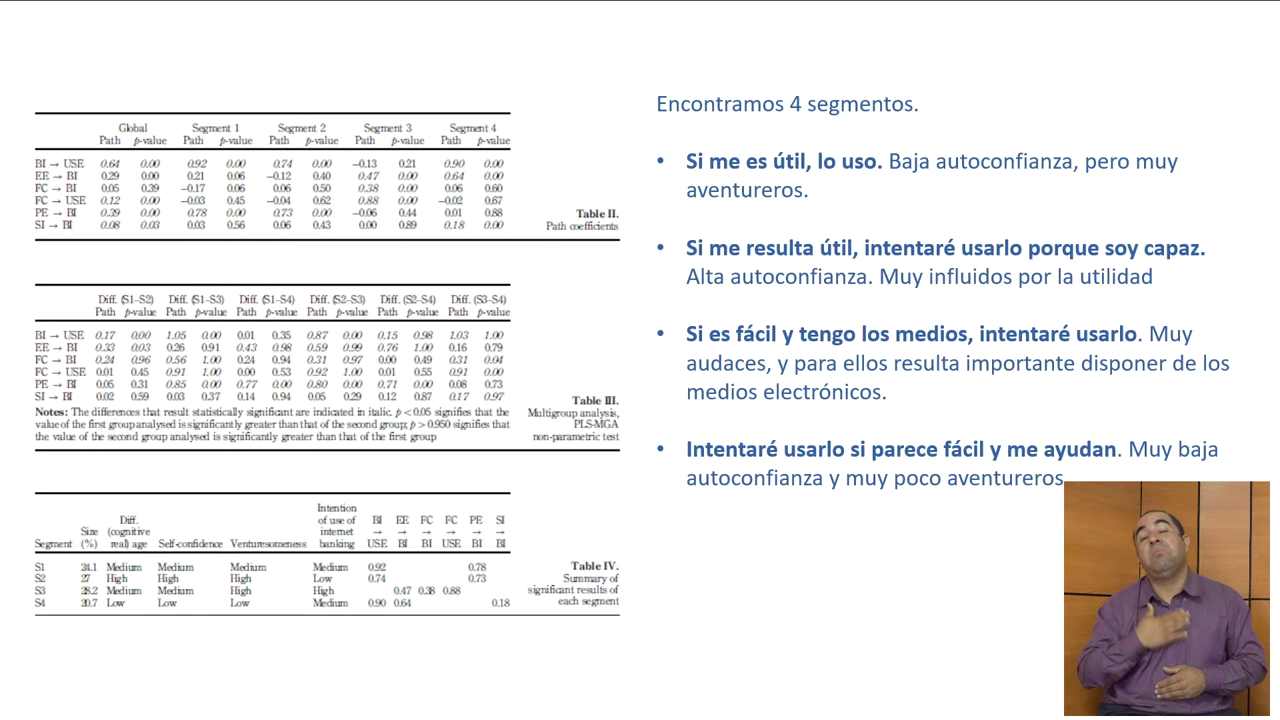 Global Segment 1 Segment 2 Segment 3 Segment 4
Path p-value Path p-value Path p-value Path p-value Path p-value
BI → USE 0.64 0.00 0.92 0.00 0.74 0.00 −0.13 0.21 0.90 0.00
EE → BI 0.29 0.00 0.21 0.06 −0.12 0.40 0.47 0.00 0.64 0.00
FC → BI 0.05 0.39 −0.17 0.06 0.06 0.50 0.38 0.00 0.06 0.60
FC → USE 0.12 0.00 −0.03 0.45 −0.04 0.62 0.88 0.00 −0.02 0.67
PE → BI 0.39 0.00 0.78 0.00 0.73 0.00 −0.06 0.44 0.01 0.88
SI → BI 0.08 0.03 0.03 0.56 0.06 0.43 0.00 0.89 0.18 0.00
Table II.
Path coefficients
Diff. (S1–S2) Diff. (S1–S3) Diff. (S1–S4) Diff. (S2–S3) Diff. (S2–S4) Diff. (S3–S4)
Path p-value Path p-value Path p-value Path p-value Path p-value Path p-value
BI → USE 0.17 0.00 1.05 0.00 0.01 0.35 0.87 0.00 0.15 0.98 1.03 1.00
EE → BI 0.33 0.03 0.26 0.91 0.43 0.98 0.59 0.99 0.76 1.00 0.16 0.79
FC → BI 0.24 0.96 0.56 1.00 0.24 0.94 0.31 0.97 0.00 0.49 0.31 0.04
FC → USE 0.01 0.45 0.91 1.00 0.00 0.53 0.92 1.00 0.01 0.55 0.91 0.00
PE → BI 0.05 0.31 0.85 0.00 0.77 0.00 0.80 0.00 0.71 0.00 0.08 0.73
SI → BI 0.02 0.59 0.03 0.37 0.14 0.94 0.05 0.29 0.12 0.87 0.17 0.97
Notes: The differences that result statistically significant are indicated in italic. p < 0.05 signifies that the
value of the first group analysed is significantly greater than that of the second group; p > 0.950 signifies that
the value of the second group analysed is significantly greater than that of the first group
Table III.
Multigroup analysis,
PLS-MGA
non-parametric test
Intention
Diff. of use of BI EE FC FC PE SI
Size (cognitive internet → → → → → →
Segment (%) real) age Self-confidence Venturesomeness banking USE BI BI USE BI BI
S1 24.1 Medium Medium Medium Medium 0.92 0.78
S2 27 High High High Low 0.74 0.73
S3 28.2 Medium Medium High High 0.47 0.38 0.88
S4 20.7 Low Low Low Medium 0.90 0.64 0.18
Table IV.
Summary of
significant results of
each segment
Encontramos 4 segmentos.
• Si me es útil, lo uso. Baja autoconfianza, pero muy
aventureros.
• Si me resulta útil, intentaré usarlo porque soy capaz.
Alta autoconfianza. Muy influidos por la utilidad
• Si es fácil y tengo los medios, intentaré usarlo. Muy
audaces, y para ellos resulta importante disponer de los
medios electrónicos.
• Intentaré usarlo si parece fácil y me ayudan. Muy baja
autoconfianza y muy poco aventureros